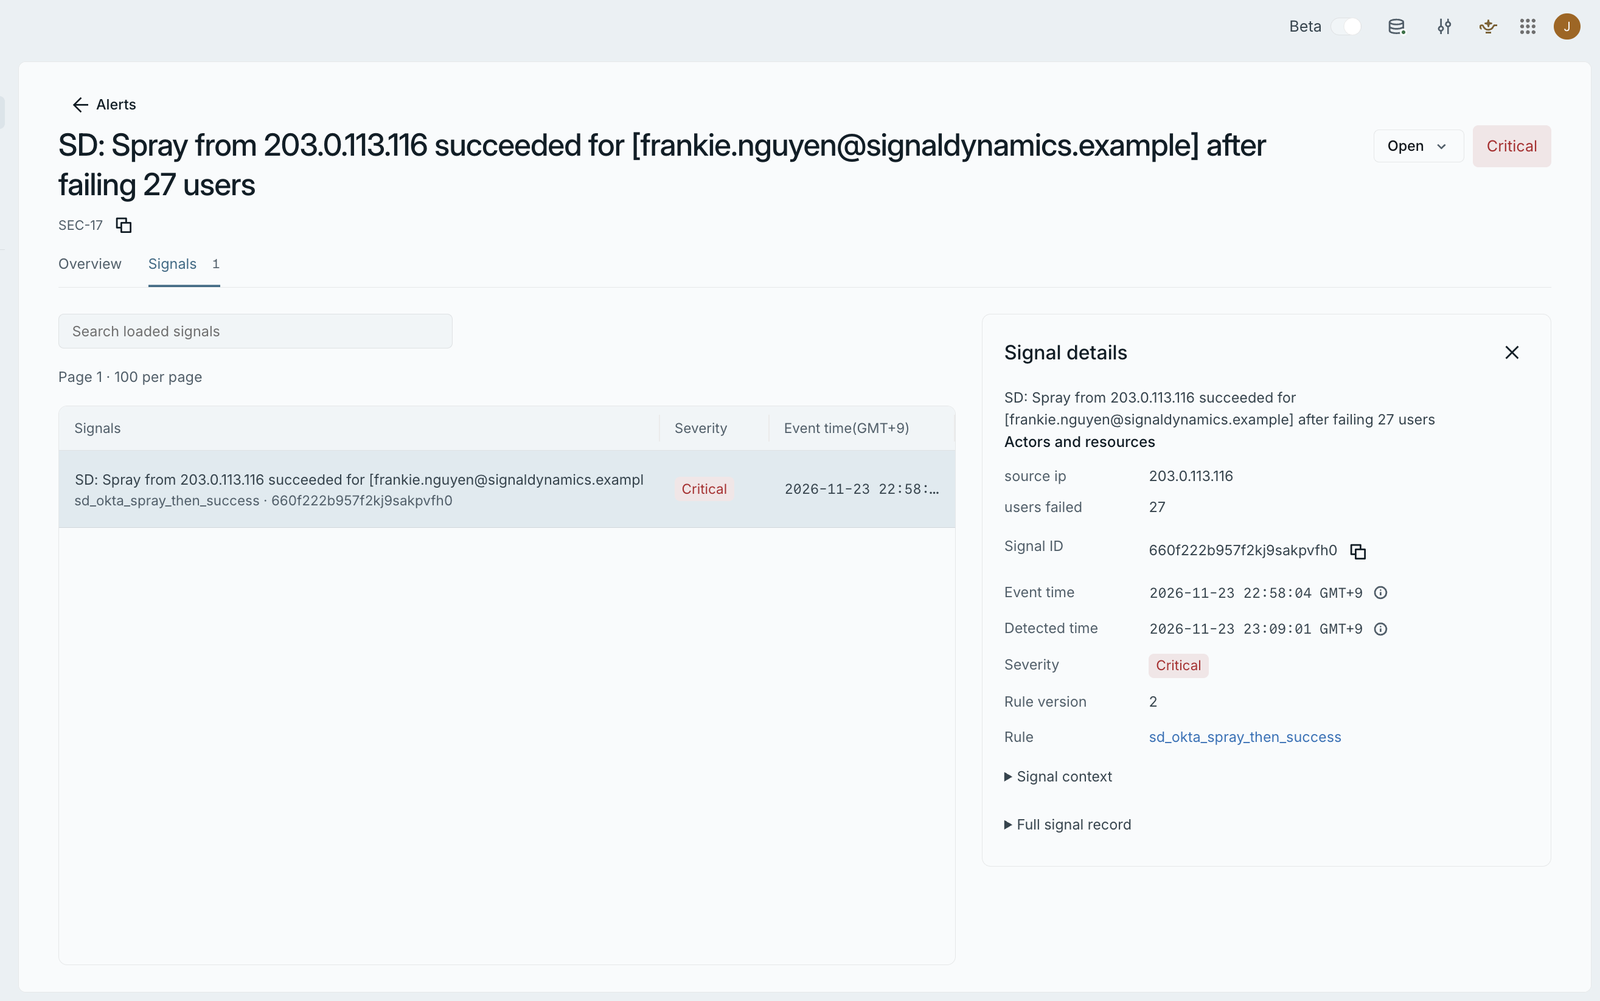 Beta
J
Alerts
SD: Spray from 203.0.113.116 succeeded for [frankie.nguyen@signaldynamics.example] after
failing 27 users
Open
Critical
SEC-17
Overview
Signals 1
Search loaded signals
Page 1 · 100 per page
Signals
Severity
Event time(GMT+9)
SD: Spray from 203.0.113.116 succeeded for [frankie.nguyen@signaldynamics.exampl
sd_okta_spray_then_success · 660f222b957f2kj9sakpvfh0
Critical
2026-11-23 22:58:…
Signal details
SD: Spray from 203.0.113.116 succeeded for
[frankie.nguyen@signaldynamics.example] after failing 27 users
Actors and resources
source ip 203.0.113.116
users failed 27
Signal ID 660f222b957f2kj9sakpvfh0
Event time 2026-11-23 22:58:04 GMT+9
Detected time 2026-11-23 23:09:01 GMT+9
Severity Critical
Rule version 2
Rule sd_okta_spray_then_success
Signal context
Full signal record